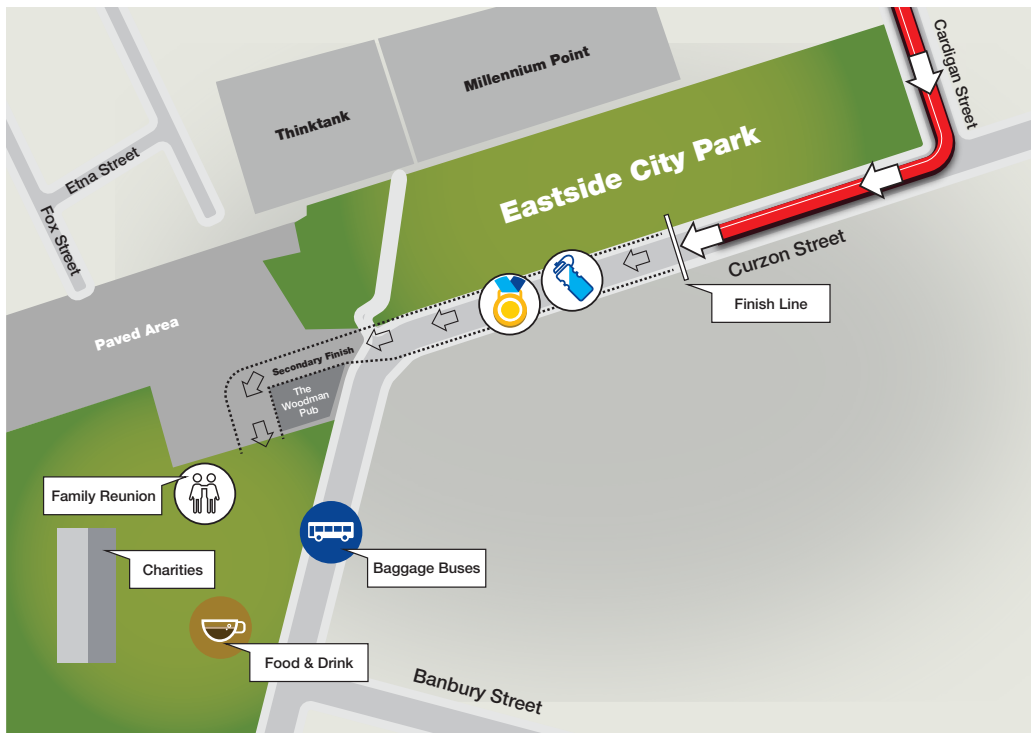 Cardigan Street
Millennium Point
Thinktank
Etna Street
Eastside City Park
Fox Street
Curzon Street
Finish Line
Paved Area
Secondary Finish
The
Woodman
Pub
Family Reunion
Charities
Baggage Buses
Food & Drink
Banbury Street